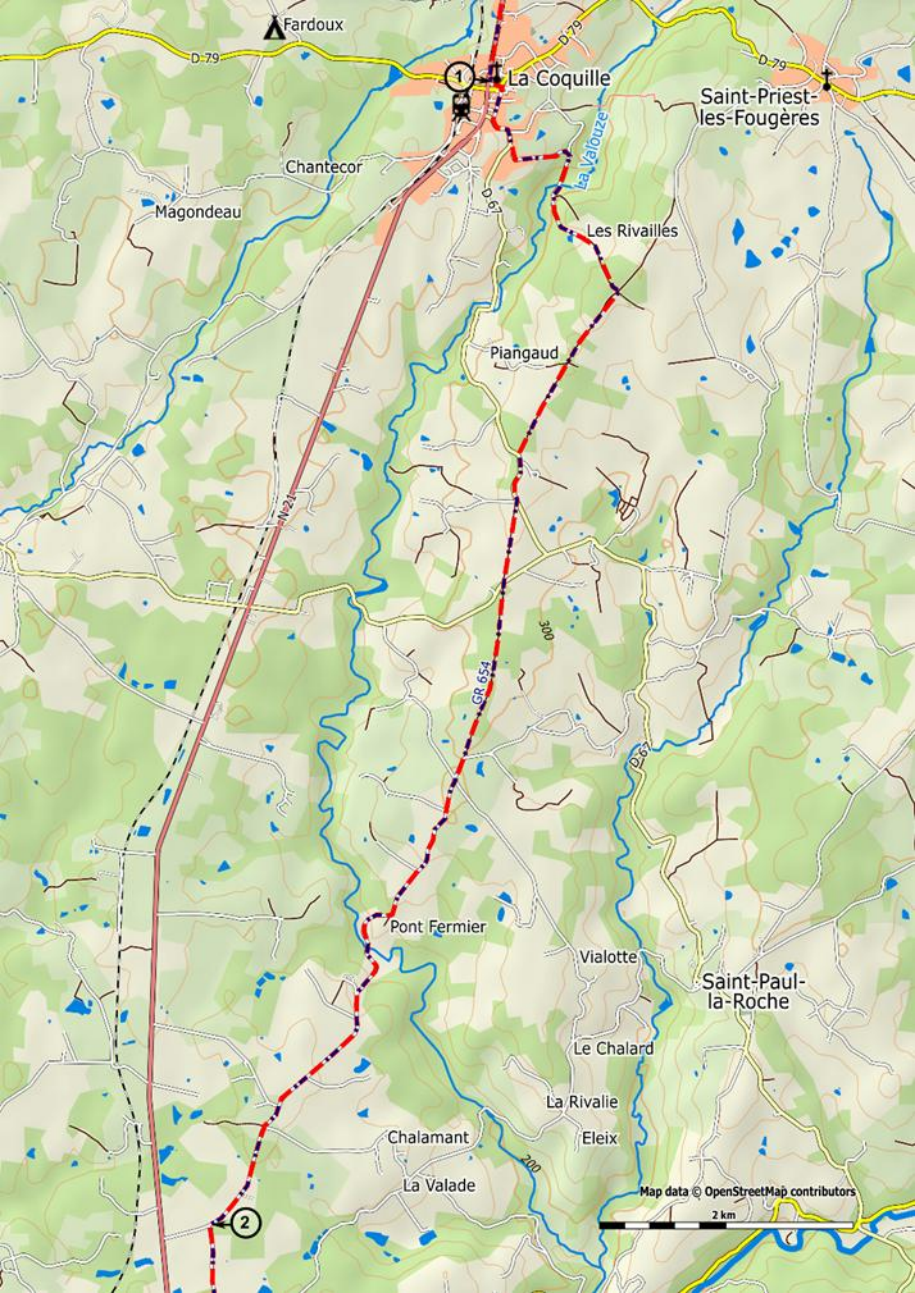 Fardoux
D 79
D 79
D 79
1
La Coquille
Saint-Priest-
les-Fougères
La Valouze
Chantecor
D 67
Magondeau
Les Rivailles
Piangaud
N 21
300
GR 654
D 67
Pont Fermier
Vialotte
Saint-Paul-
la-Roche
Le Chalard
La Rivalie
Chalamant
Eleix
200
La Valade
Map data © OpenStreetMap contributors
2 km
2